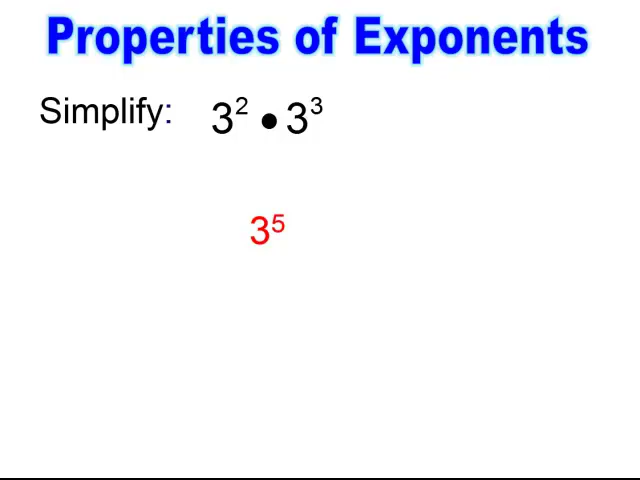 Properties of Exponents
Simplify: 3² • 3³
3⁵